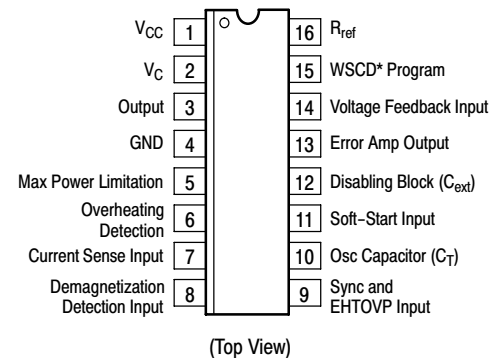 V_CC 1
V_C 2
Output 3
GND 4
Max Power Limitation 5
Overheating
Detection 6
Current Sense Input 7
Demagnetization
Detection Input 8
16 R_ref
15 WSCD* Program
14 Voltage Feedback Input
13 Error Amp Output
12 Disabling Block (C_ext)
11 Soft-Start Input
10 Osc Capacitor (C_T)
9 Sync and
EHTOVP Input
(Top View)